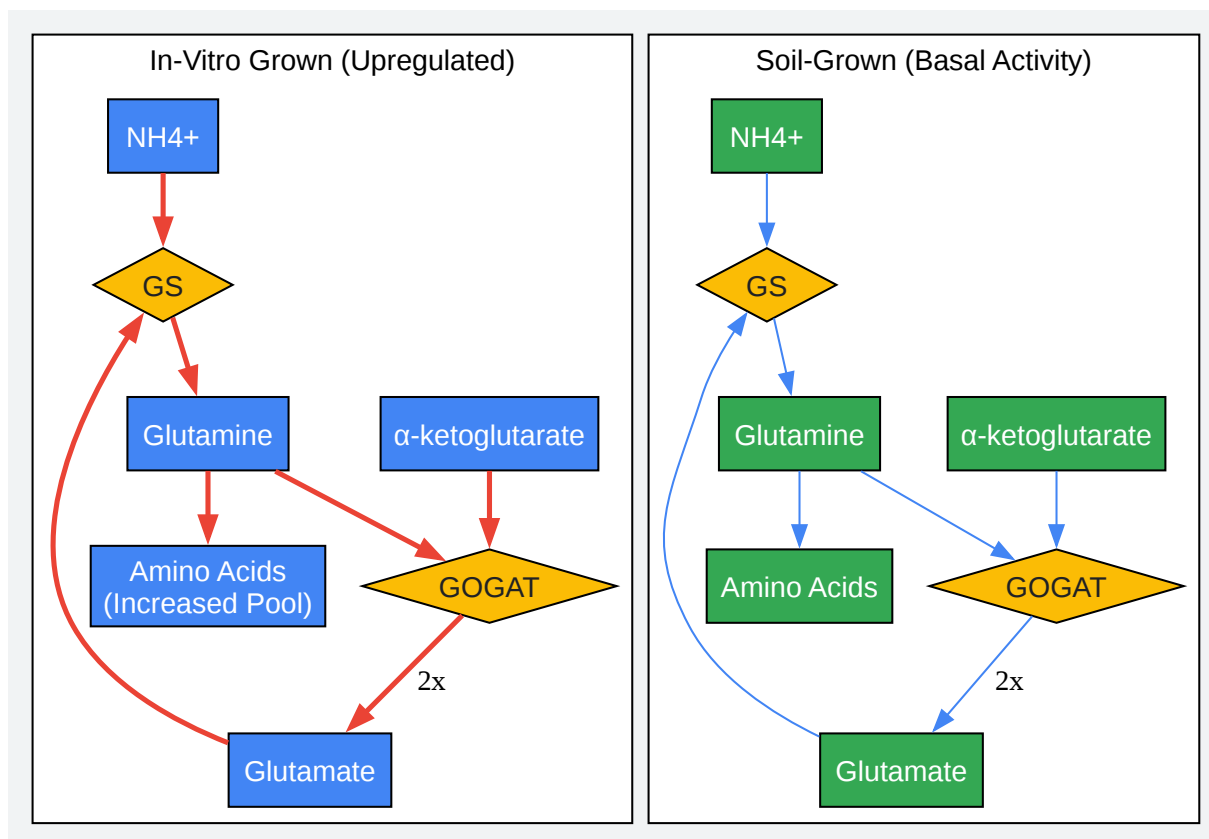 In-Vitro Grown (Upregulated)
NH4+
GS
Glutamine
α-ketoglutarate
Amino Acids
(Increased Pool)
GOGAT
2x
Glutamate
Soil-Grown (Basal Activity)
NH4+
GS
Glutamine
α-ketoglutarate
Amino Acids
GOGAT
2x
Glutamate